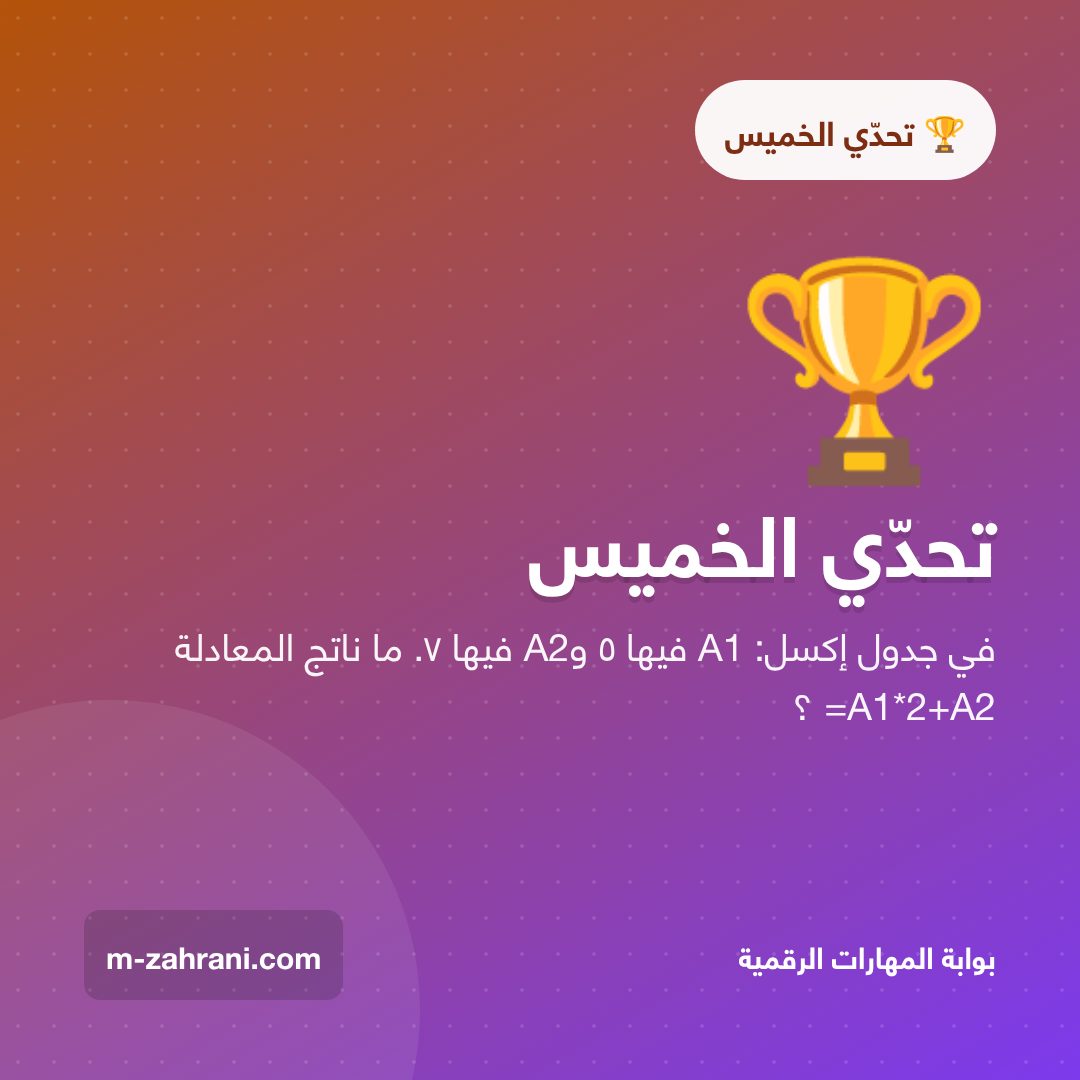 🏆 تحدّي الخميس
تحدّي الخميس
في جدول إكسل: A1 فيها ٥ وA2 فيها ٧. ما ناتج المعادلة
=A1*2+A2 ؟
بوابة المهارات الرقمية
m-zahrani.com